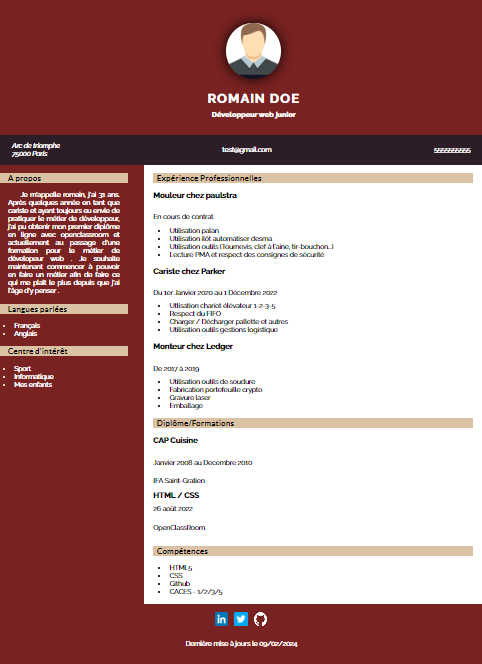 ROMAIN DOE
Développeur web junior
Arc de triomphe
75000 Paris
test@gmail.com
5555555555
A propos
Je m'appelle romain, j'ai 31 ans.
Après quelques année en tant que
cariste et ayant toujours eu envie de
pratiquer le métier de développeur,
j'ai pu obtenir mon premier diplôme
en ligne avec openclassroom et
actuellement au passage d'une
formation pour le métier de
dévelopeur web . Je souhaite
maintenant commencer à pouvoir
en faire un métier afin de faire ce
qui me plaît le plus depuis que j'ai
l'âge d'y penser .
Langues parlées
Français
Anglais
Centre d'intérêt
Sport
Informatique
Mes enfants
Expérience Professionnelles
Mouleur chez paulstra
En cours de contrat
Utilisation palan
Utilisation ilôt automatiser desma
Utilisation outils (Tournevis, clef à l'aine, tir-bouchon..)
Lecture PMA et respect des consignes de sécurité
Cariste chez Parker
Du 1er Janvier 2020 au 1 Décembre 2022
Utlisation chariot élévateur 1-2-3-5
Respect du FIFO
Charger / Décharger pallette et autres
Utilisation outils gestions logistique
Monteur chez Ledger
De 2017 à 2019
Utilisation outils de soudure
Fabrication portefeuille crypto
Gravure laser
Emballage
Diplôme/Formations
CAP Cuisine
Janvier 2008 au Decembre 2010
IFA Saint-Gratien
HTML / CSS
26 août 2022
OpenClassRoom
Compétences
HTML5
CSS
Github
CACES - 1/2/3/5
Dernière mise à jours le 09/02/2024